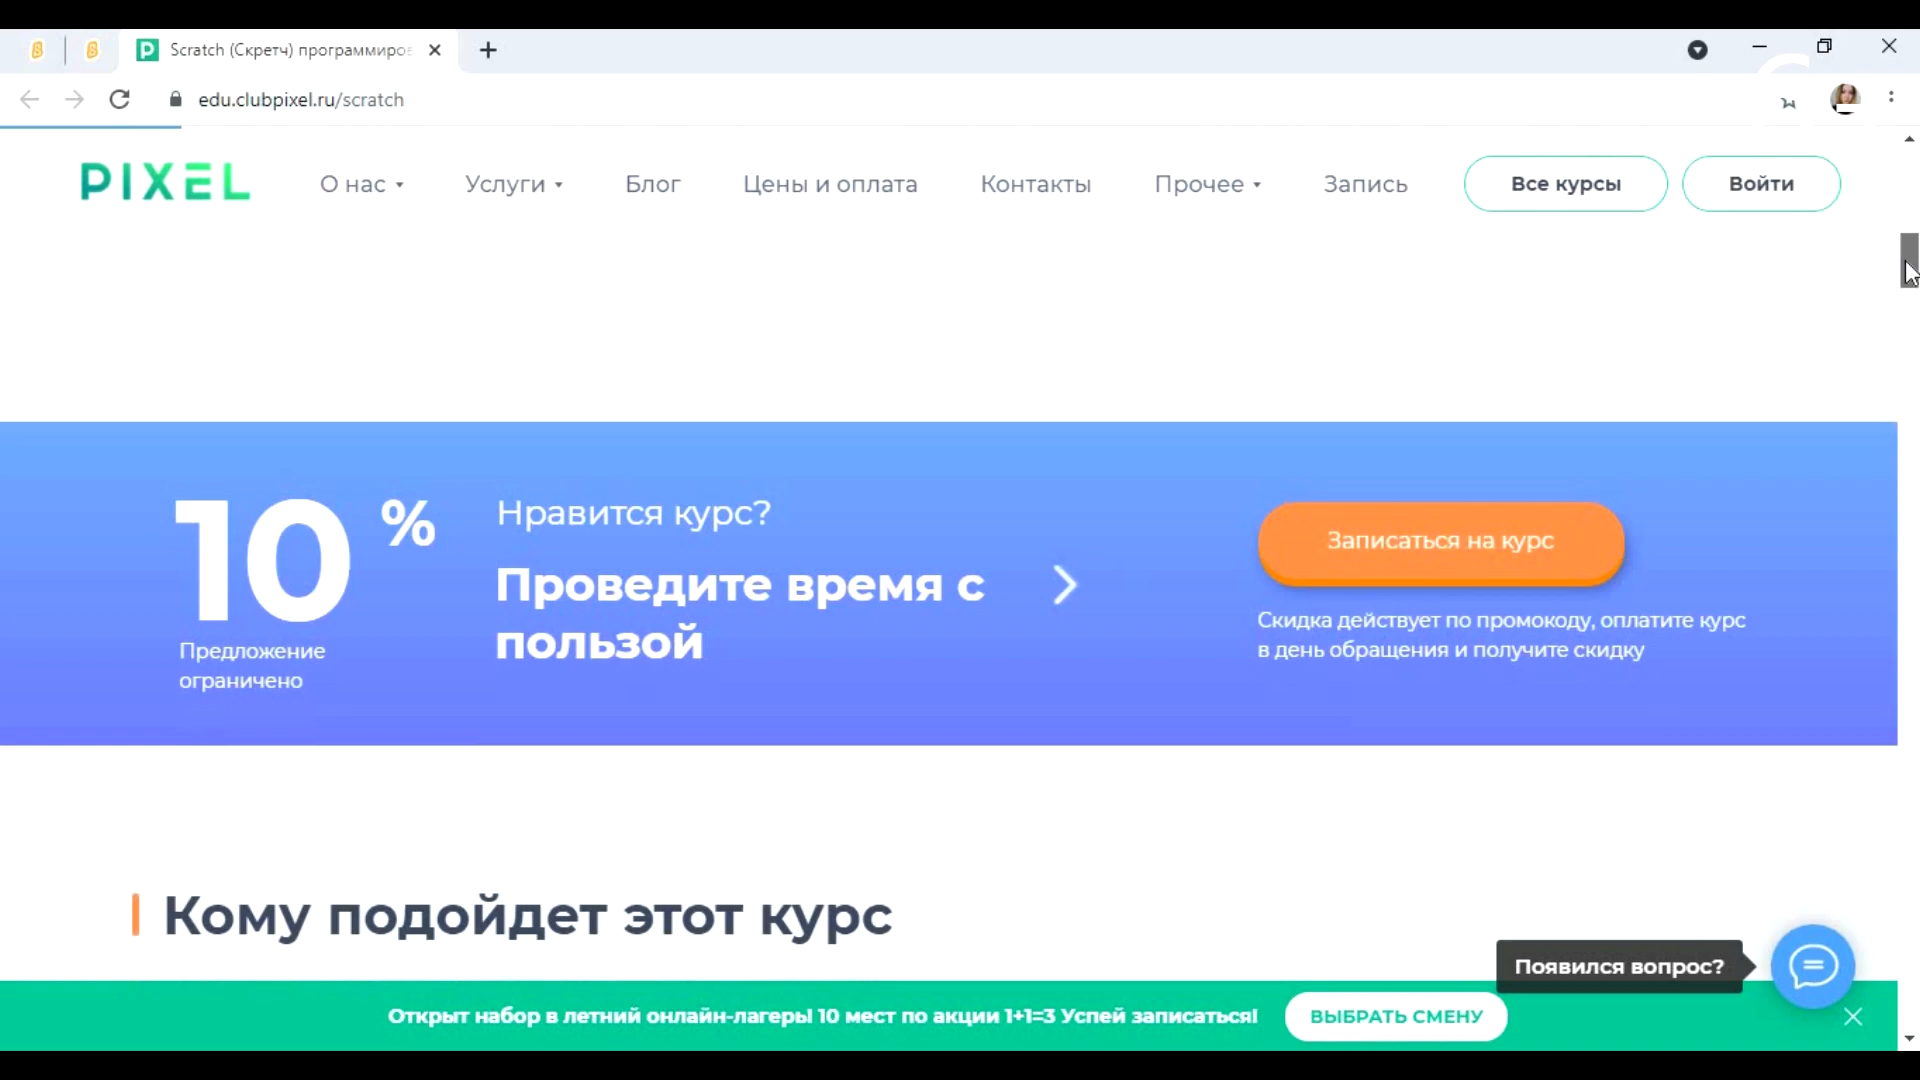 Scratch (Скретч) программиров
edu.clubpixel.ru/scratch
PIXEL
О нас
Услуги
Блог
Цены и оплата
Контакты
Прочее
Запись
Все курсы
Войти
10 %
Предложение
ограничено
Нравится курс?
Проведите время с
пользой
Записаться на курс
Скидка действует по промокоду, оплатите курс
в день обращения и получите скидку
Кому подойдет этот курс
Появился вопрос?
Открыт набор в летний онлайн-лагерь! 10 мест по акции 1+1=3 Успей записаться!
ВЫБРАТЬ СМЕНУ